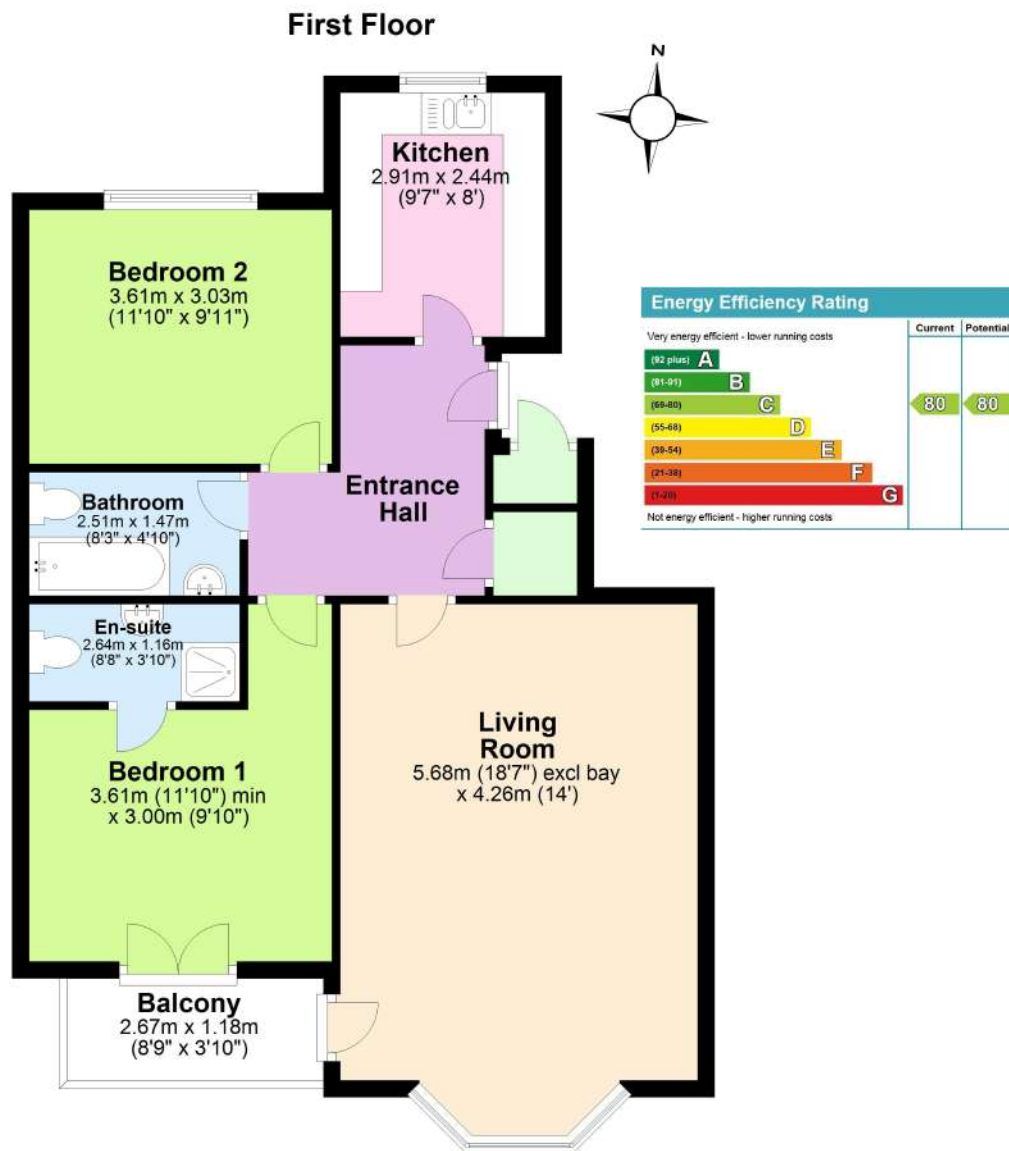 First Floor
N
Kitchen
2.91m x 2.44m
(9'7" x 8')
Bedroom 2
3.61m x 3.03m
(11'10" x 9'11")
Energy Efficiency Rating
Current Potential
Very energy efficient - lower running costs
(92 plus) A
(81-91) B
(69-80) C 80 80
(55-68) D
(39-54) E
(21-38) F
(1-20) G
Not energy efficient - higher running costs
Entrance
Hall
Bathroom
2.51m x 1.47m
(8'3" x 4'10")
En-suite
2.64m x 1.16m
(8'8" x 3'10")
Living
Room
5.68m (18'7") excl bay
x 4.26m (14')
Bedroom 1
3.61m (11'10") min
x 3.00m (9'10")
Balcony
2.67m x 1.18m
(8'9" x 3'10")